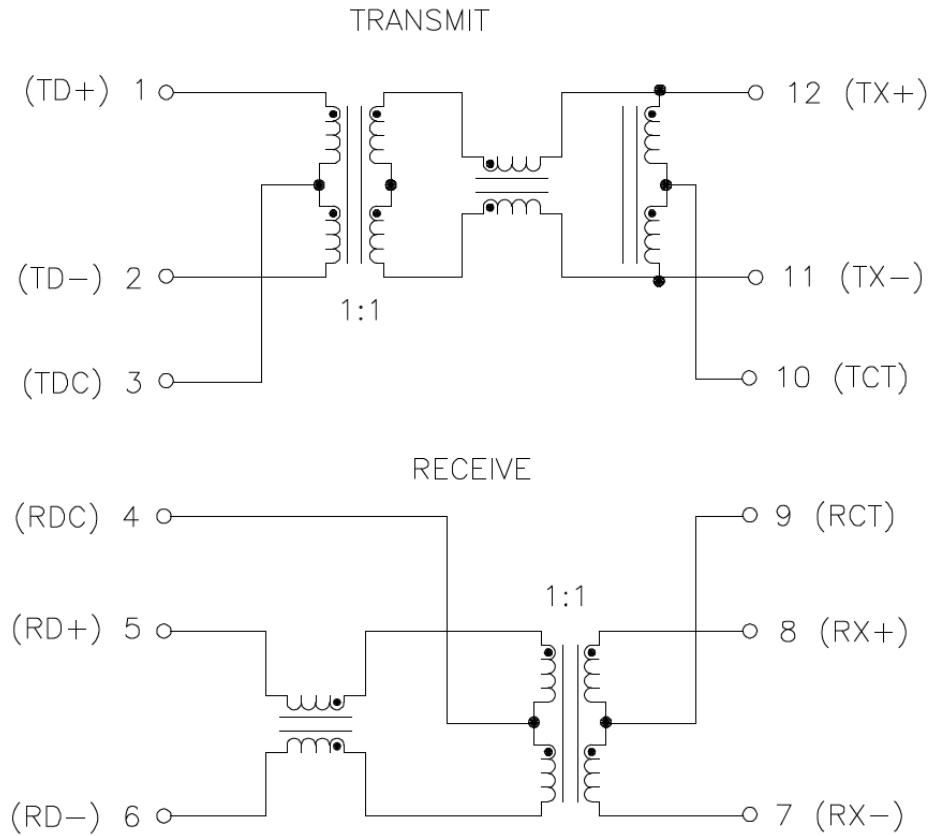 TRANSMIT
(TD+) 1 12 (TX+)
(TD−) 2 11 (TX−)
1:1
(TDC) 3 10 (TCT)
RECEIVE
(RDC) 4 9 (RCT)
1:1
(RD+) 5 8 (RX+)
(RD−) 6 7 (RX−)